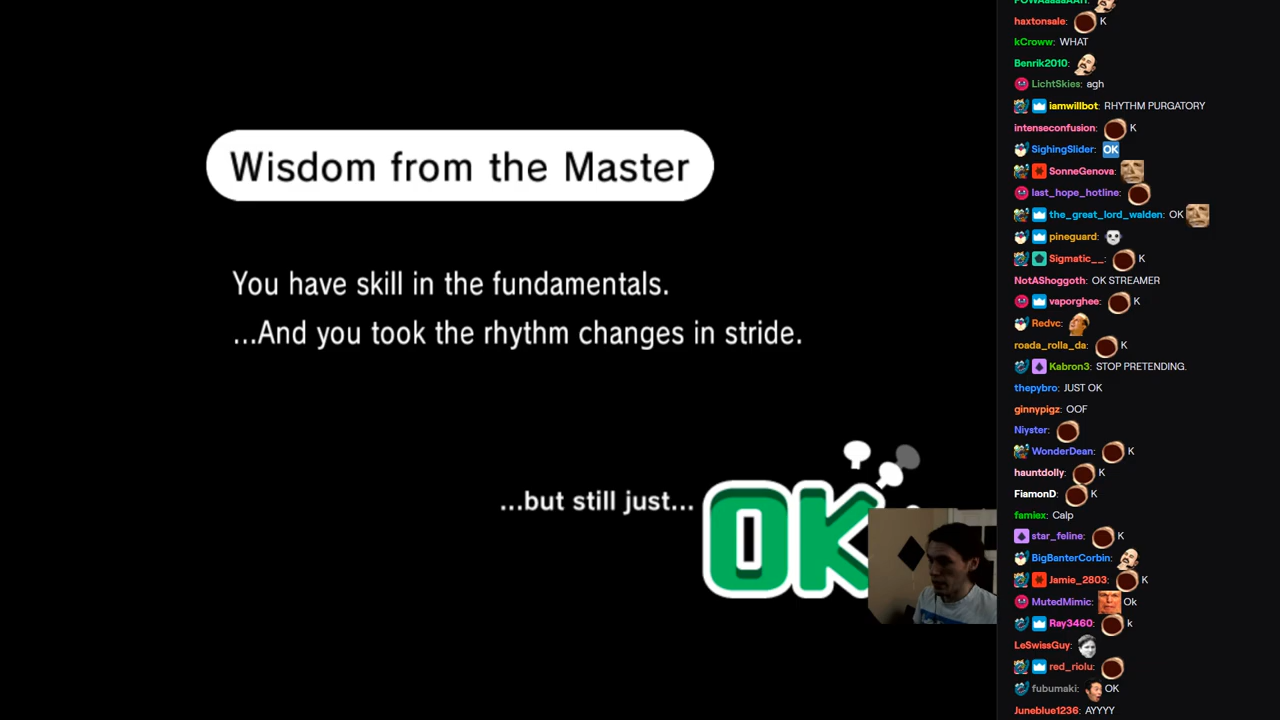 Wisdom from the Master
You have skill in the fundamentals.
...And you took the rhythm changes in stride.
...but still just... OK
haxtonsale: K
kCroww: WHAT
Benrik2010:
LichtSkies: agh
iamwillbot: RHYTHM PURGATORY
intenseconfusion: K
SighingSlider: OK
SonneGenova:
last_hope_hotline:
the_great_lord_walden: OK
pineguard:
Sigmatic__: K
NotAShoggoth: OK STREAMER
vaporghee: K
Redvc:
roada_rolla_da: K
Kabron3: STOP PRETENDING.
thepybro: JUST OK
ginnypigz: OOF
Niyster:
WonderDean: K
hauntdolly: K
FiamonD: K
famiex: Calp
star_feline: K
BigBanterCorbin:
Jamie_2803: K
MutedMimic: Ok
Ray3460: k
LeSwissGuy:
red_riolu:
fubumaki: OK
Juneblue1236: AYYYY